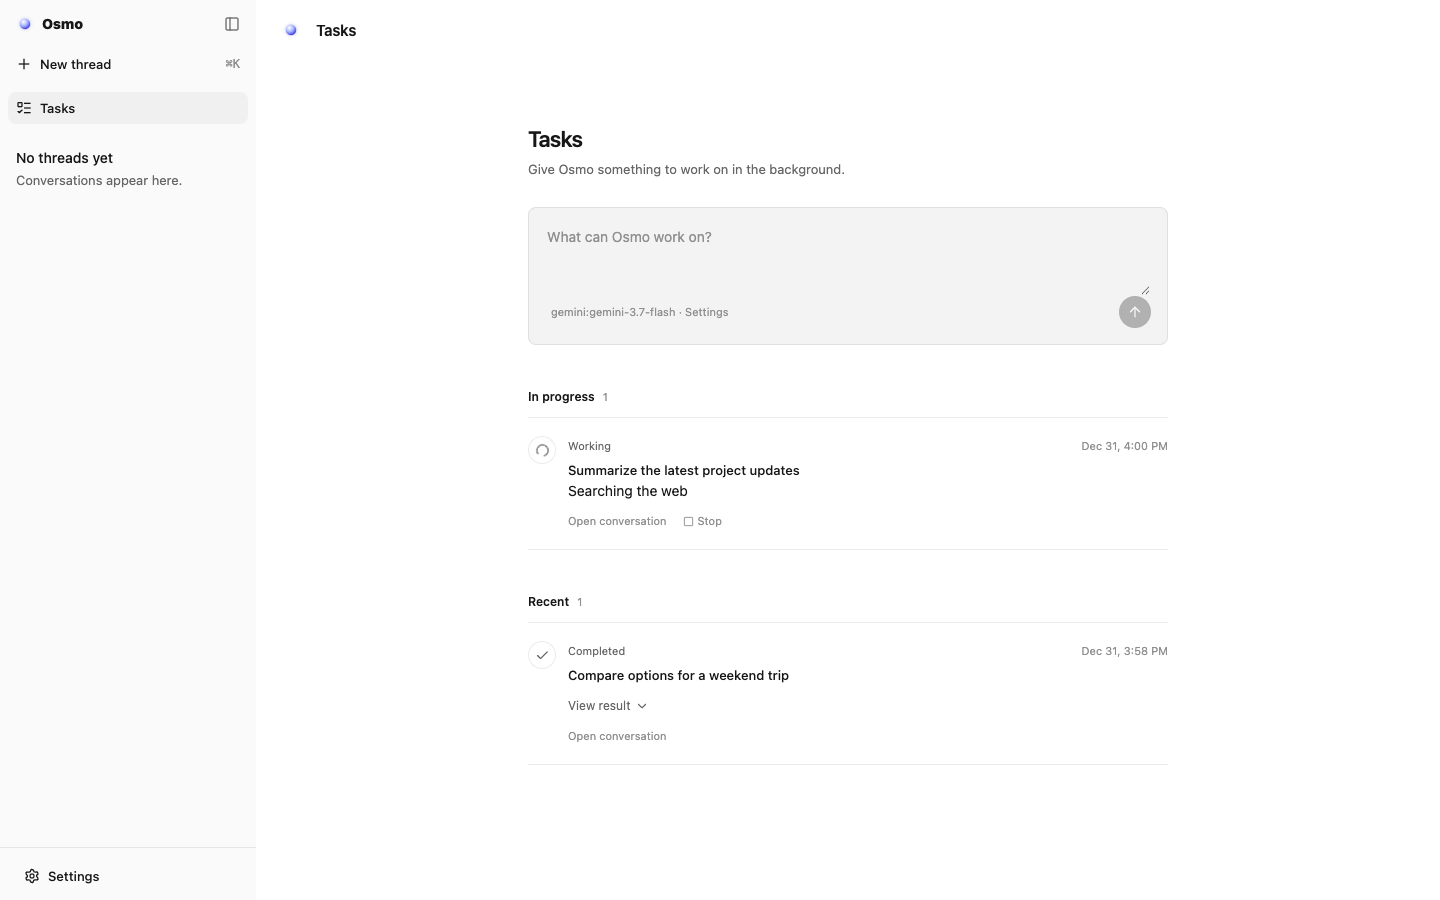 Osmo
New thread ⌘K
Tasks
No threads yet
Conversations appear here.
Settings
Tasks
Tasks
Give Osmo something to work on in the background.
What can Osmo work on?
gemini:gemini-3.7-flash · Settings
In progress 1
Working Dec 31, 4:00 PM
Summarize the latest project updates
Searching the web
Open conversation Stop
Recent 1
Completed Dec 31, 3:58 PM
Compare options for a weekend trip
View result
Open conversation